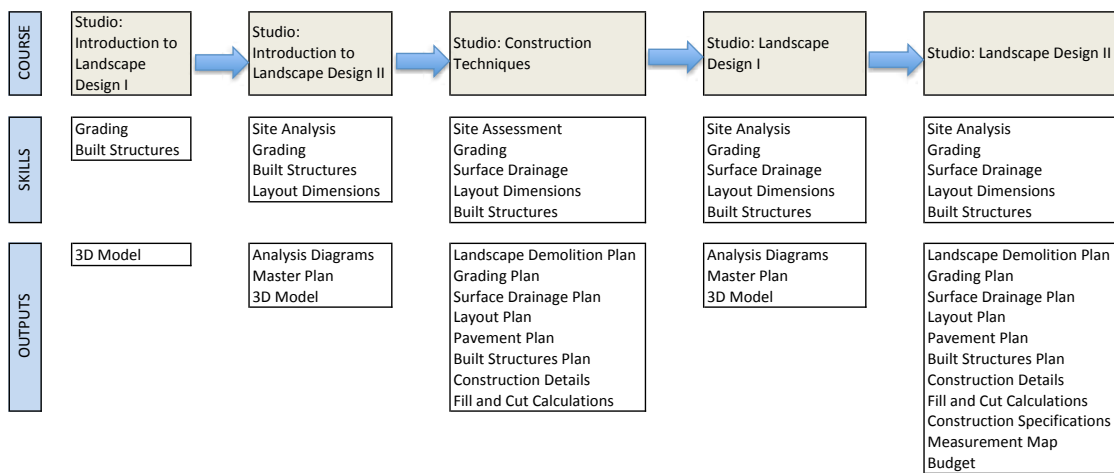 COURSE
Studio:
Introduction to
Landscape
Design I
Studio:
Introduction to
Landscape Design II
Studio: Construction
Techniques
Studio: Landscape
Design I
Studio: Landscape Design II
SKILLS
Grading
Built Structures
Site Analysis
Grading
Built Structures
Layout Dimensions
Site Assessment
Grading
Surface Drainage
Layout Dimensions
Built Structures
Site Analysis
Grading
Surface Drainage
Layout Dimensions
Built Structures
Site Analysis
Grading
Surface Drainage
Layout Dimensions
Built Structures
OUTPUTS
3D Model
Analysis Diagrams
Master Plan
3D Model
Landscape Demolition Plan
Grading Plan
Surface Drainage Plan
Layout Plan
Pavement Plan
Built Structures Plan
Construction Details
Fill and Cut Calculations
Analysis Diagrams
Master Plan
3D Model
Landscape Demolition Plan
Grading Plan
Surface Drainage Plan
Layout Plan
Pavement Plan
Built Structures Plan
Construction Details
Fill and Cut Calculations
Construction Specifications
Measurement Map
Budget